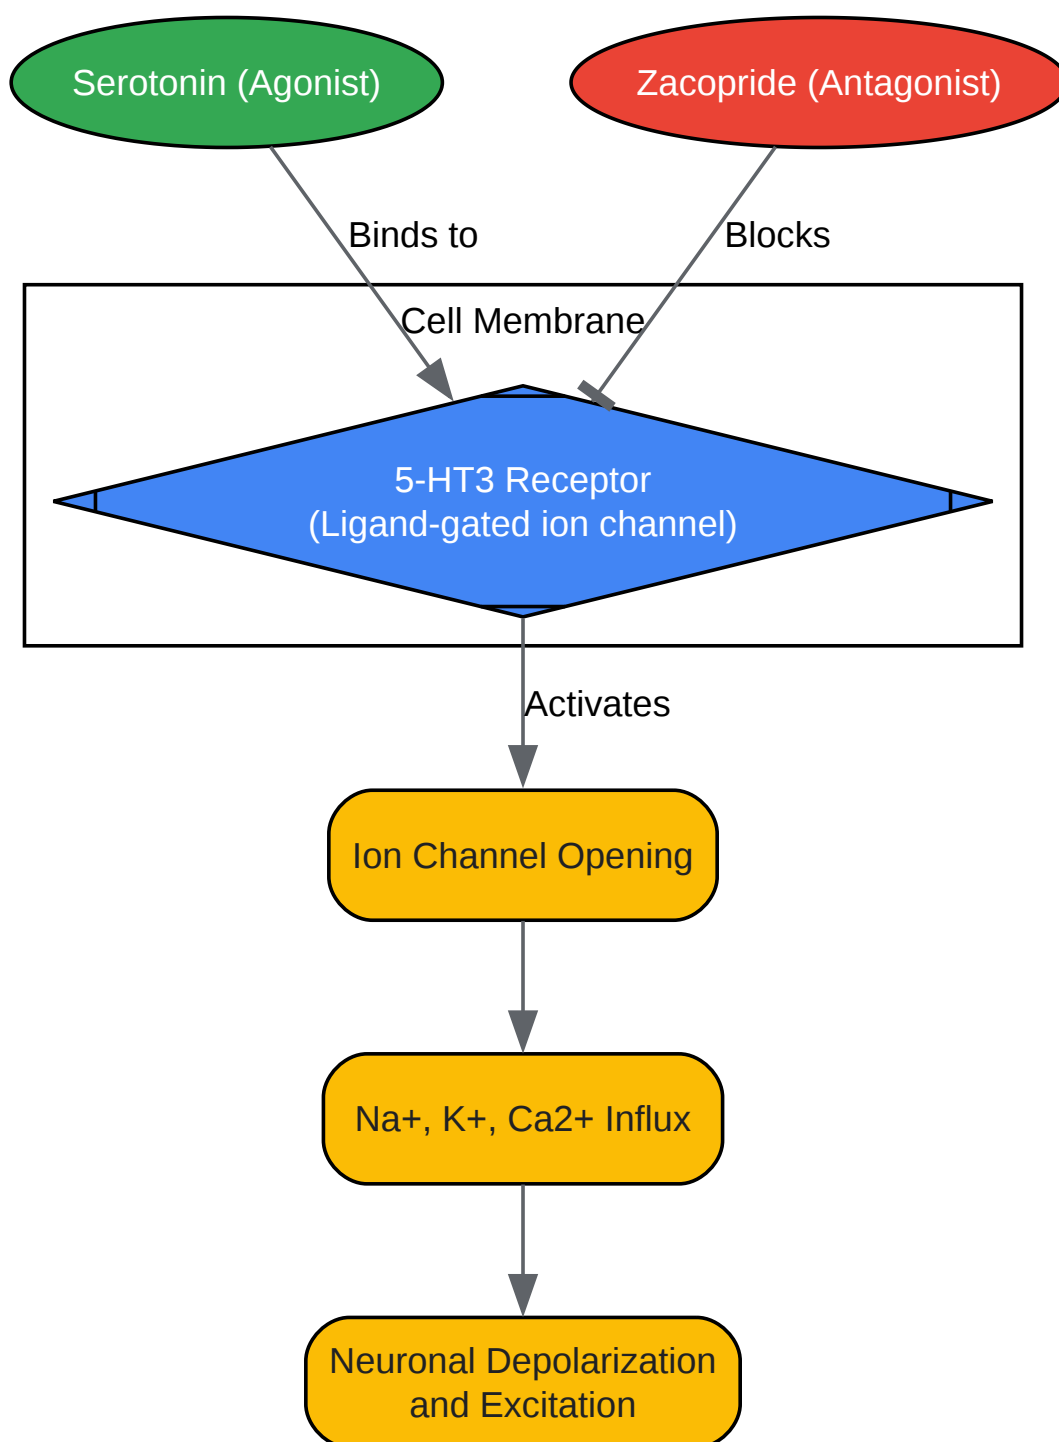 Serotonin (Agonist)
Zacopride (Antagonist)
Binds to
Blocks
Cell Membrane
5-HT3 Receptor
(Ligand-gated ion channel)
Activates
Ion Channel Opening
Na+, K+, Ca2+ Influx
Neuronal Depolarization
and Excitation